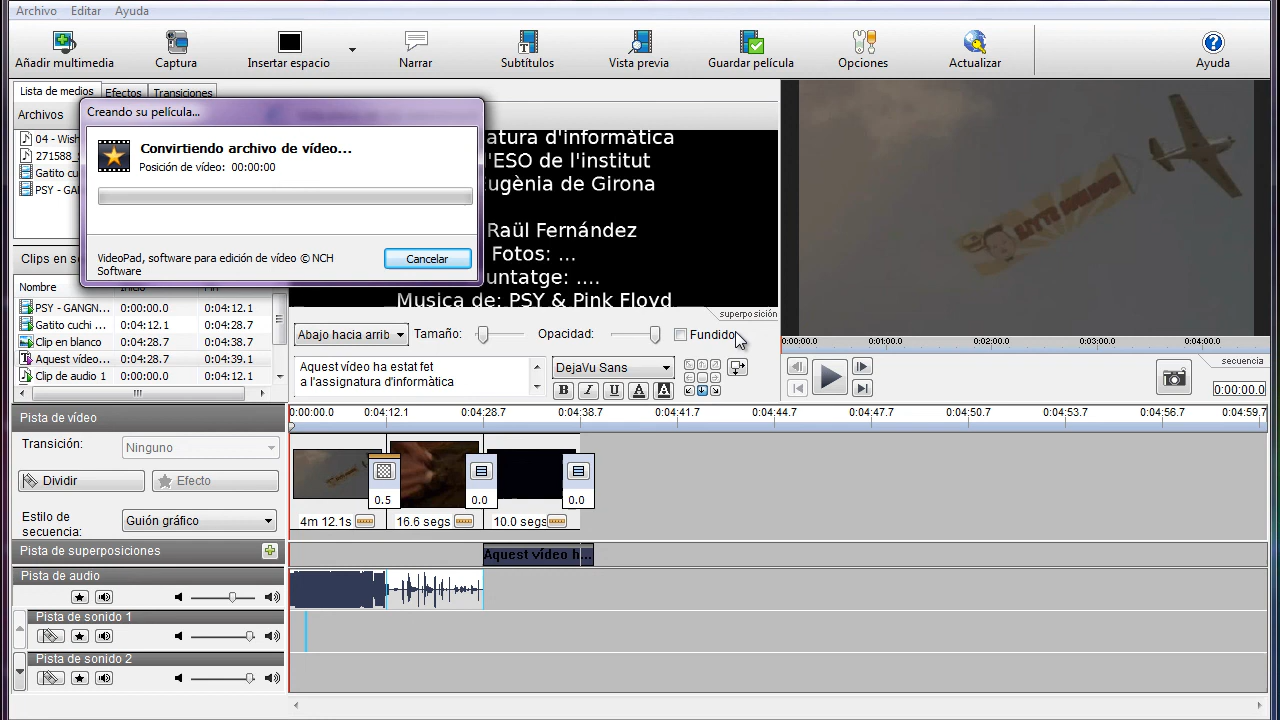 Archivo Editar Ayuda
Añadir multimedia Captura Insertar espacio Narrar Subtítulos Vista previa Guardar película Opciones Actualizar Ayuda
Lista de medios Efectos Transiciones
Archivos
04 - Wish
271588_
Gatito cu
PSY - GA
Creando su película...
Convirtiendo archivo de vídeo...
Posición de vídeo: 00:00:00
VideoPad, software para edición de vídeo © NCH
Software
Cancelar
atura d'informàtica
'ESO de l'institut
ugènia de Girona
Raül Fernández
Fotos: ...
untatge: ....
Musica de: PSY & Pink Floyd
superposición
Clips en se
Nombre
PSY - GANGN... 0:00:00.0 0:04:12.1
Gatito cuchi ... 0:04:12.1 0:04:28.7
Clip en blanco 0:04:28.7 0:04:38.7
Aquest vídeo... 0:04:28.7 0:04:39.1
Clip de audio 1 0:00:00.0 0:04:12.1
Abajo hacia arrib Tamaño: Opacidad: Fundido
Aquest vídeo ha estat fet
a l'assignatura d'informàtica
DejaVu Sans
B I U A A
0:00:00.0 0:01:00.0 0:02:00.0 0:03:00.0 0:04:00.0
secuencia
0:00:00.0
Pista de vídeo
0:00:00.0 0:04:12.1 0:04:28.7 0:04:38.7 0:04:41.7 0:04:44.7 0:04:47.7 0:04:50.7 0:04:53.7 0:04:56.7 0:04:59.7
Transición: Ninguno
Dividir Efecto
Estilo de
secuencia:
Guión gráfico
0.5 0.0 0.0
4m 12.1s 16.6 segs 10.0 segs
Pista de superposiciones
Aquest vídeo h...
Pista de audio
Pista de sonido 1
Pista de sonido 2